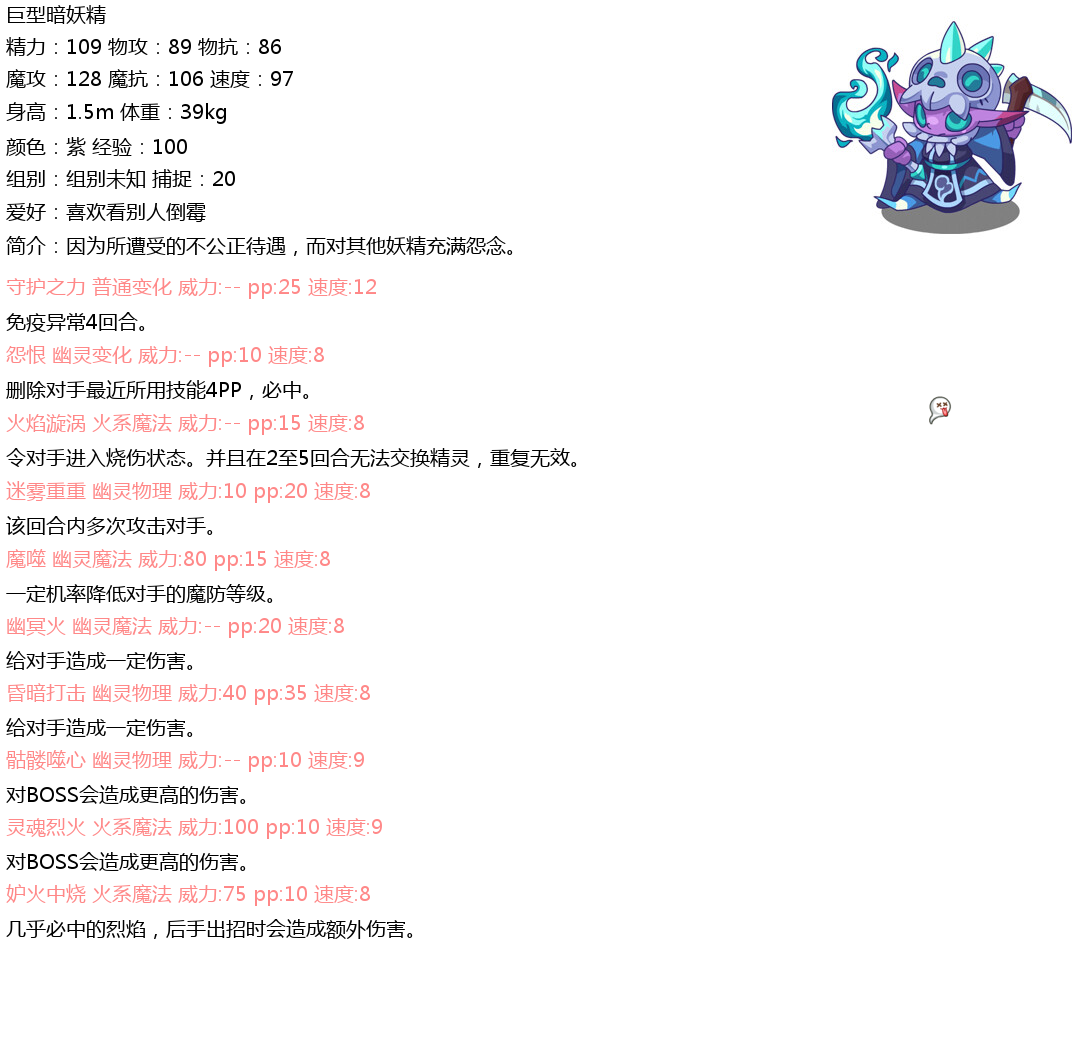 巨型暗妖精
精力：109 物攻：89 物抗：86
魔攻：128 魔抗：106 速度：97
身高：1.5m 体重：39kg
颜色：紫 经验：100
组别：组别未知 捕捉：20
爱好：喜欢看别人倒霉
简介：因为所遭受的不公正待遇，而对其他妖精充满怨念。
守护之力 普通变化 威力:-- pp:25 速度:12
免疫异常4回合。
怨恨 幽灵变化 威力:-- pp:10 速度:8
删除对手最近所用技能4PP，必中。
火焰漩涡 火系魔法 威力:-- pp:15 速度:8
令对手进入烧伤状态。并且在2至5回合无法交换精灵，重复无效。
迷雾重重 幽灵物理 威力:10 pp:20 速度:8
该回合内多次攻击对手。
魔噬 幽灵魔法 威力:80 pp:15 速度:8
一定机率降低对手的魔防等级。
幽冥火 幽灵魔法 威力:-- pp:20 速度:8
给对手造成一定伤害。
昏暗打击 幽灵物理 威力:40 pp:35 速度:8
给对手造成一定伤害。
骷髅噬心 幽灵物理 威力:-- pp:10 速度:9
对BOSS会造成更高的伤害。
灵魂烈火 火系魔法 威力:100 pp:10 速度:9
对BOSS会造成更高的伤害。
妒火中烧 火系魔法 威力:75 pp:10 速度:8
几乎必中的烈焰，后手出招时会造成额外伤害。